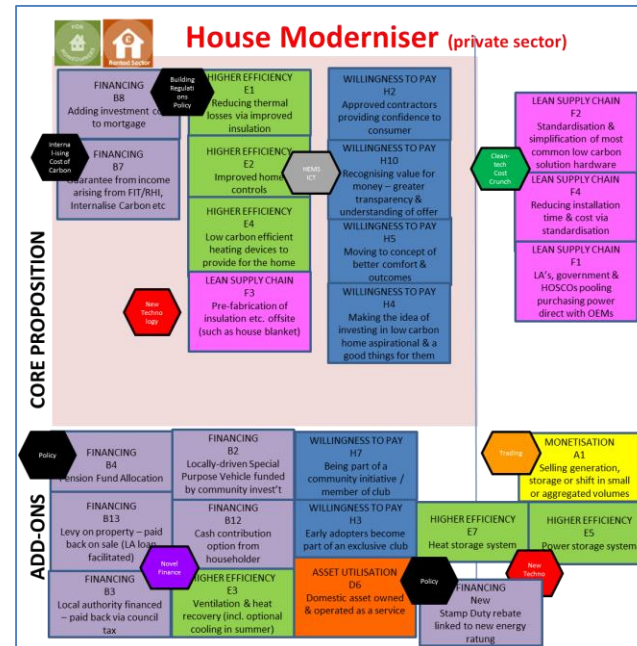 FOR
HOMEOWNERS
Rented Sector
House Moderniser (private sector)
CORE PROPOSITION
FINANCING
B8
Adding investment
to mortgage
Building
Regulati
ons
Policy
HIGHER EFFICIENCY
E1
Reducing thermal
losses via improved
insulation
WILLINGNESS TO PAY
H2
Approved contractors
providing confidence to
consumer
LEAN SUPPLY CHAIN
F2
Standardisation &
simplification of most
common low carbon
solution hardware
Interna
l-ising
Cost of
Carbon
FINANCING
B7
Guarantee from income
arising from FIT/RHI,
Internalise Carbon etc
HIGHER EFFICIENCY
E2
Improved home
controls
HEMS
ICT
WILLINGNESS TO PAY
H10
Recognising value for
money – greater
transparency &
understanding of offer
Clean-
tech
Cost
Crunch
LEAN SUPPLY CHAIN
F4
Reducing installation
time & cost via
standardisation
HIGHER EFFICIENCY
E4
Low carbon efficient
heating devices to
provide for the home
WILLINGNESS TO PAY
H5
Moving to concept of
better comfort &
outcomes
LEAN SUPPLY CHAIN
F1
LA's, government &
HOSCOs pooling
purchasing power
direct with OEMs
New
Techno
logy
LEAN SUPPLY CHAIN
F3
Pre-fabrication of
insulation etc. offsite
(such as house blanket)
WILLINGNESS TO PAY
H4
Making the idea of
investing in low carbon
home aspirational & a
good things for them
ADD-ONS
Policy
FINANCING
B4
Pension Fund Allocation
FINANCING
B2
Locally-driven Special
Purpose Vehicle funded
by community invest't
WILLINGNESS TO PAY
H7
Being part of a
community initiative /
member of club
Trading
MONETISATION
A1
Selling generation,
storage or shift in small
or aggregated volumes
FINANCING
B13
Levy on property – paid
back on sale (LA loan
facilitated)
FINANCING
B12
Cash contribution
option from
householder
WILLINGNESS TO PAY
H3
Early adopters become
part of an exclusive club
HIGHER EFFICIENCY
E7
Heat storage system
HIGHER EFFICIENCY
E5
Power storage system
Novel
Finance
FINANCING
B3
Local authority financed
– paid back via council
tax
HIGHER EFFICIENCY
E3
Ventilation & heat
recovery (incl. optional
cooling in summer)
ASSET UTILISATION
D6
Domestic asset owned
& operated as a service
Policy
New
Techno
FINANCING
New
Stamp Duty rebate
linked to new energy
ratung